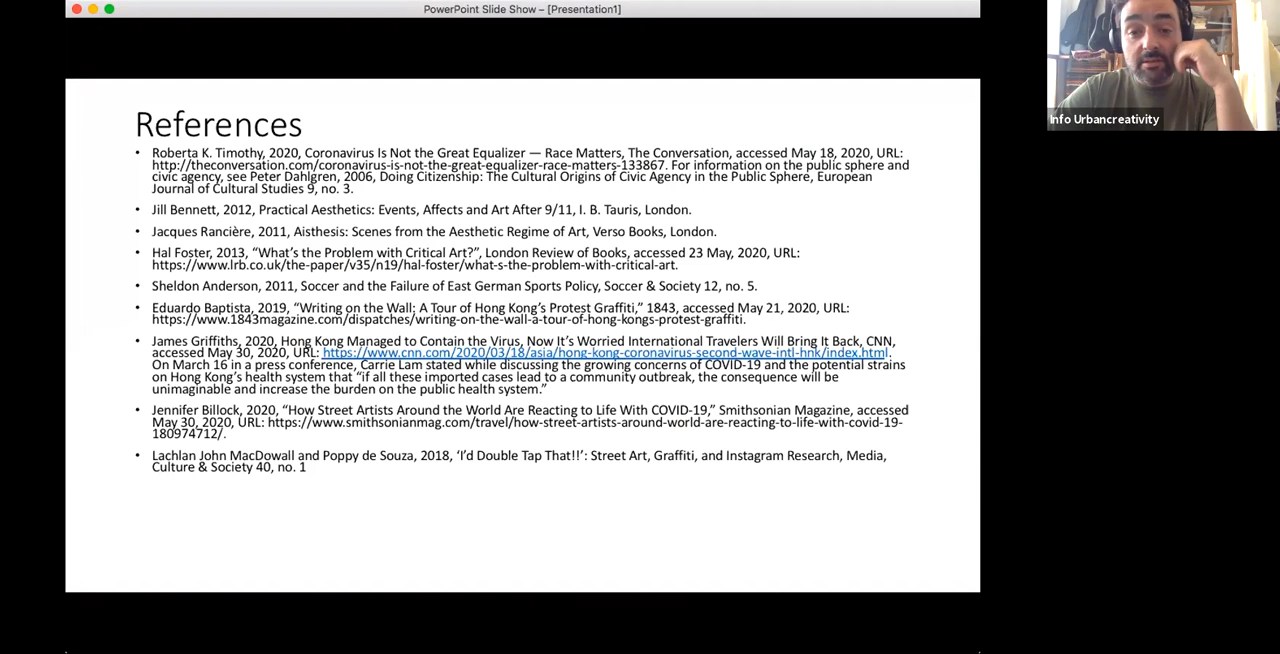 PowerPoint Slide Show – [Presentation1]
Info Urbancreativity
References
• Roberta K. Timothy, 2020, Coronavirus Is Not the Great Equalizer — Race Matters, The Conversation, accessed May 18, 2020, URL:
http://theconversation.com/coronavirus-is-not-the-great-equalizer-race-matters-133867. For information on the public sphere and
civic agency, see Peter Dahlgren, 2006, Doing Citizenship: The Cultural Origins of Civic Agency in the Public Sphere, European
Journal of Cultural Studies 9, no. 3.
• Jill Bennett, 2012, Practical Aesthetics: Events, Affects and Art After 9/11, I. B. Tauris, London.
• Jacques Rancière, 2011, Aisthesis: Scenes from the Aesthetic Regime of Art, Verso Books, London.
• Hal Foster, 2013, “What’s the Problem with Critical Art?”, London Review of Books, accessed 23 May, 2020, URL:
https://www.lrb.co.uk/the-paper/v35/n19/hal-foster/what-s-the-problem-with-critical-art.
• Sheldon Anderson, 2011, Soccer and the Failure of East German Sports Policy, Soccer & Society 12, no. 5.
• Eduardo Baptista, 2019, “Writing on the Wall: A Tour of Hong Kong’s Protest Graffiti,” 1843, accessed May 21, 2020, URL:
https://www.1843magazine.com/dispatches/writing-on-the-wall-a-tour-of-hong-kongs-protest-graffiti.
• James Griffiths, 2020, Hong Kong Managed to Contain the Virus, Now It’s Worried International Travelers Will Bring It Back, CNN,
accessed May 30, 2020, URL: https://www.cnn.com/2020/03/18/asia/hong-kong-coronavirus-second-wave-intl-hnk/index.html.
On March 16 in a press conference, Carrie Lam stated while discussing the growing concerns of COVID-19 and the potential strains
on Hong Kong’s health system that “if all these imported cases lead to a community outbreak, the consequence will be
unimaginable and increase the burden on the public health system.”
• Jennifer Billock, 2020, “How Street Artists Around the World Are Reacting to Life With COVID-19,” Smithsonian Magazine, accessed
May 30, 2020, URL: https://www.smithsonianmag.com/travel/how-street-artists-around-world-are-reacting-to-life-with-covid-19-
180974712/.
• Lachlan John MacDowall and Poppy de Souza, 2018, ‘I’d Double Tap That!!’: Street Art, Graffiti, and Instagram Research, Media,
Culture & Society 40, no. 1